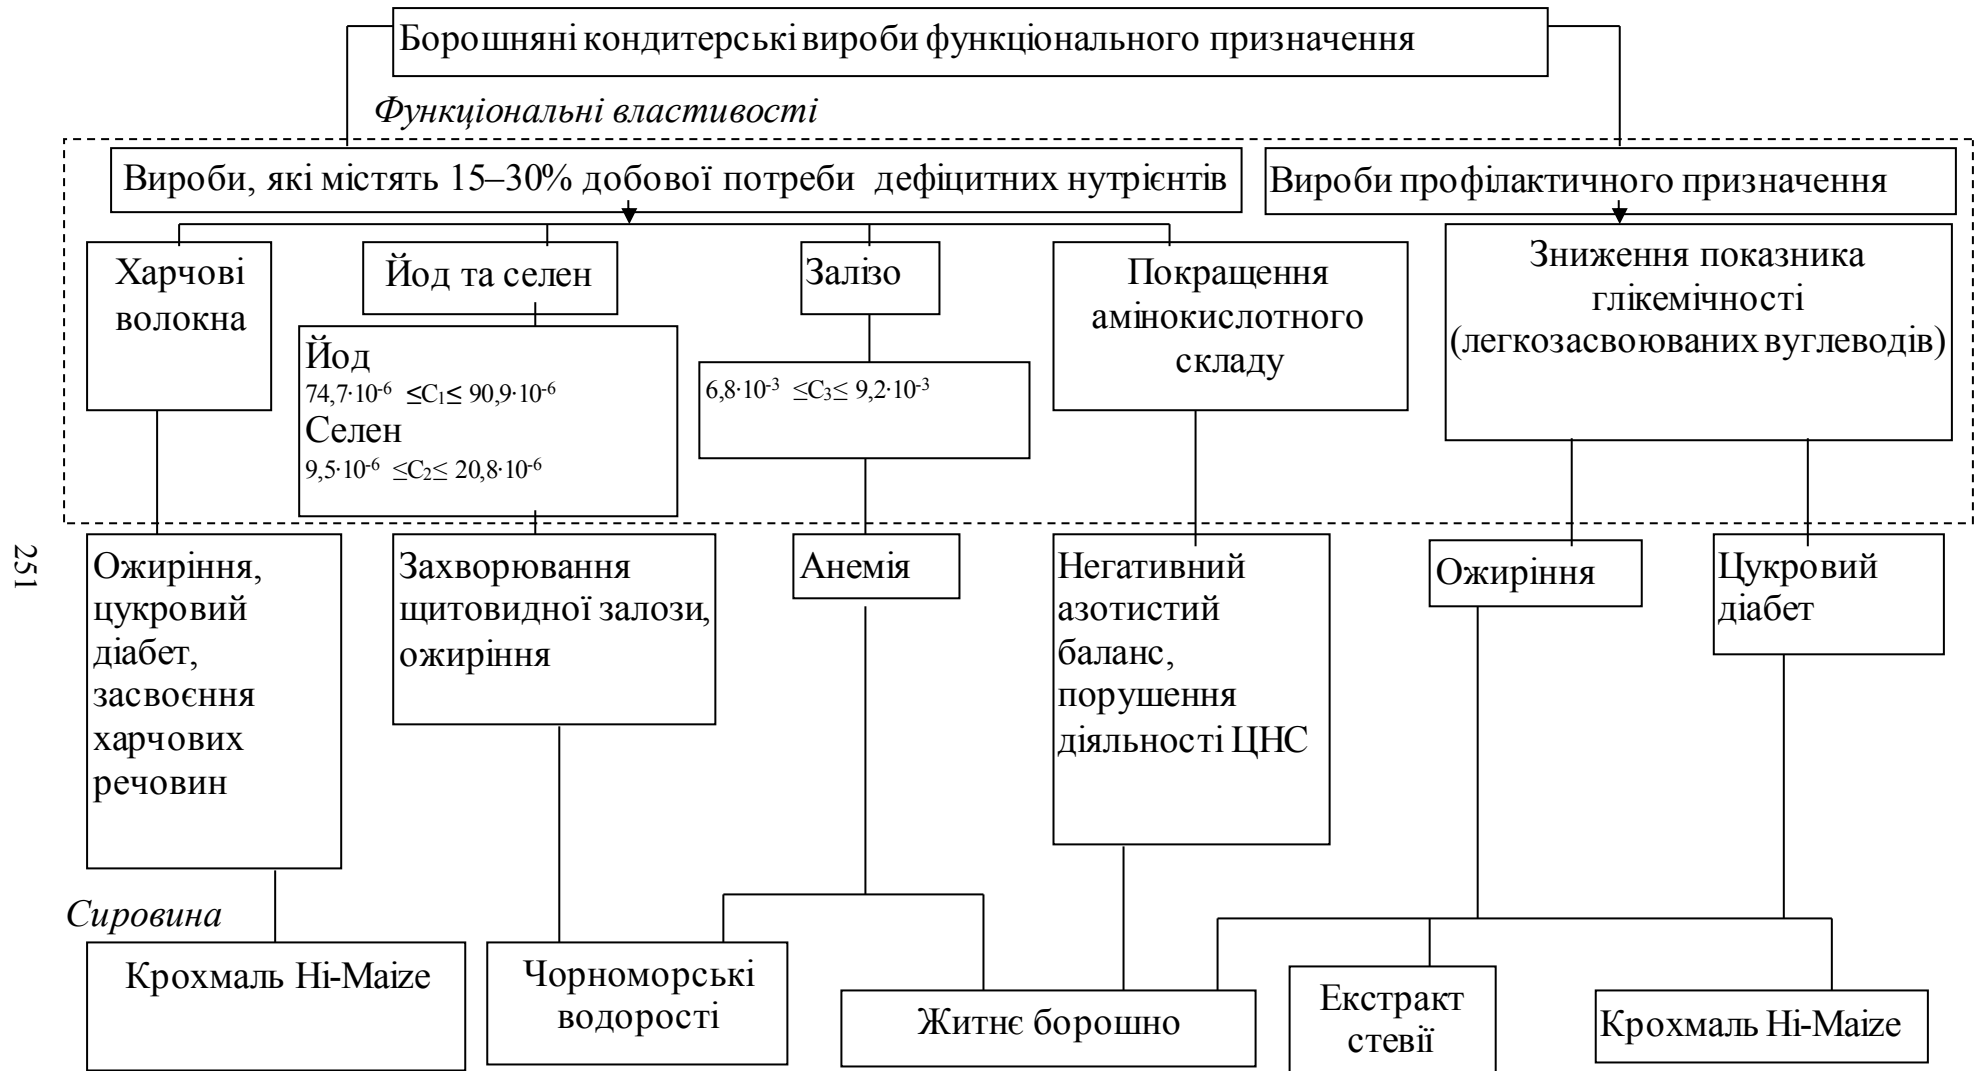 Борошняні кондитерські вироби функціонального призначення
Функціональні властивості
Вироби, які містять 15–30% добової потреби дефіцитних нутрієнтів
Вироби профілактичного призначення
Харчові
волокна
Йод та селен
Залізо
Покращення
амінокислотного
складу
Зниження показника
глікемічності
(легкозасвоюваних вуглеводів)
Йод
74,7·10⁻⁶ ≤C₁≤ 90,9·10⁻⁶
Селен
9,5·10⁻⁶ ≤C₂≤ 20,8·10⁻⁶
6,8·10⁻³ ≤C₃≤ 9,2·10⁻³
251
Ожиріння,
цукровий
діабет,
засвоєння
харчових
речовин
Захворювання
щитовидної залози,
ожиріння
Анемія
Негативний
азотистий
баланс,
порушення
діяльності ЦНС
Ожиріння
Цукровий
діабет
Сировина
Крохмаль Hi-Maize
Чорноморські
водорості
Житнє борошно
Екстракт
стевії
Крохмаль Hi-Maize